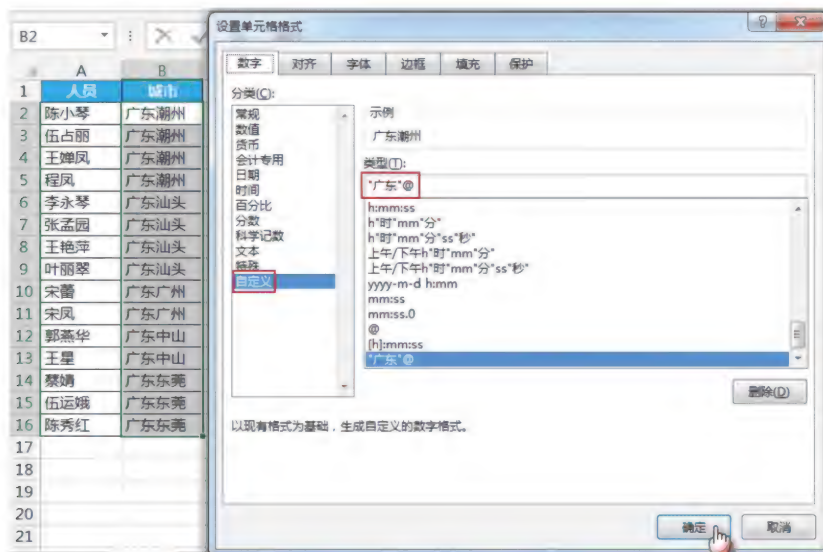 设置单元格格式
B2
数字 对齐 字体 边框 填充 保护
A B
1 人员 城市
2 陈小琴 广东潮州
3 伍占丽 广东潮州
4 王婵凤 广东潮州
5 程凤 广东潮州
6 李永琴 广东汕头
7 张孟园 广东汕头
8 王艳萍 广东汕头
9 叶丽翠 广东汕头
10 宋蕾 广东广州
11 宋凤 广东广州
12 郭燕华 广东中山
13 王星 广东中山
14 蔡婧 广东东莞
15 伍运娥 广东东莞
16 陈秀红 广东东莞
17
18
19
20
21
分类(C):
常规
数值
货币
会计专用
日期
时间
百分比
分数
科学记数
文本
特殊
自定义
示例
广东潮州
类型(T):
"广东"@
h:mm:ss
h"时"mm"分"
h"时"mm"分"ss"秒"
上午/下午h"时"mm"分"
上午/下午h"时"mm"分"ss"秒"
yyyy-m-d h:mm
mm:ss
mm:ss.0
@
[h]:mm:ss
"广东"@
删除(D)
以现有格式为基础，生成自定义的数字格式。
确定 取消